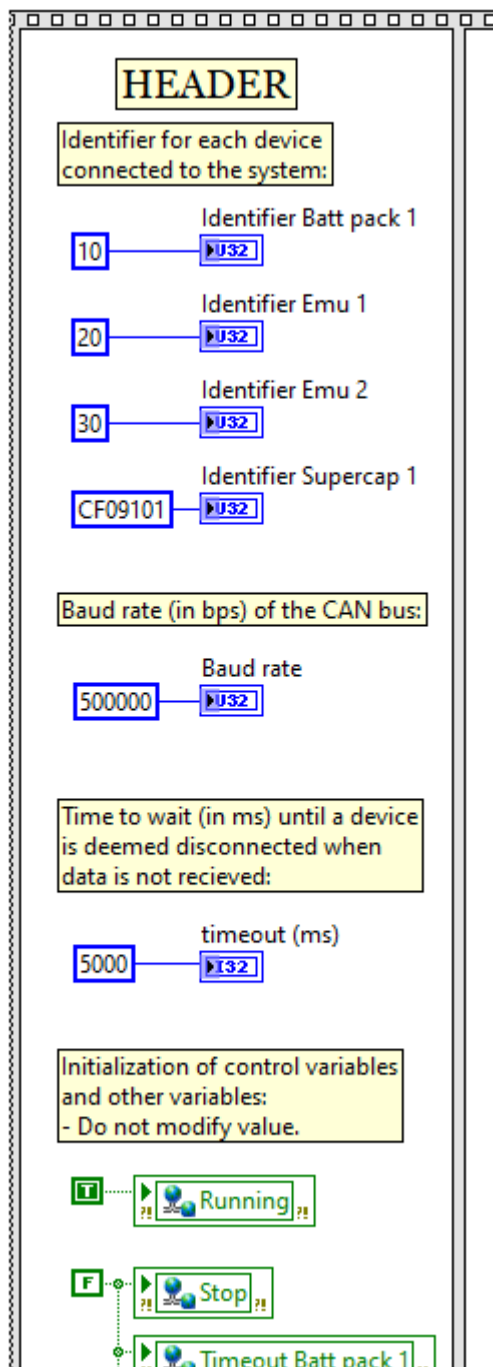 HEADER
Identifier for each device
connected to the system:
Identifier Batt pack 1
10
U32
Identifier Emu 1
20
U32
Identifier Emu 2
30
U32
Identifier Supercap 1
CF09101
U32
Baud rate (in bps) of the CAN bus:
Baud rate
500000
U32
Time to wait (in ms) until a device
is deemed disconnected when
data is not recieved:
timeout (ms)
5000
I32
Initialization of control variables
and other variables:
- Do not modify value.
T
?!
Running
?!
F
?!
Stop
?!
Timeout Batt pack 1